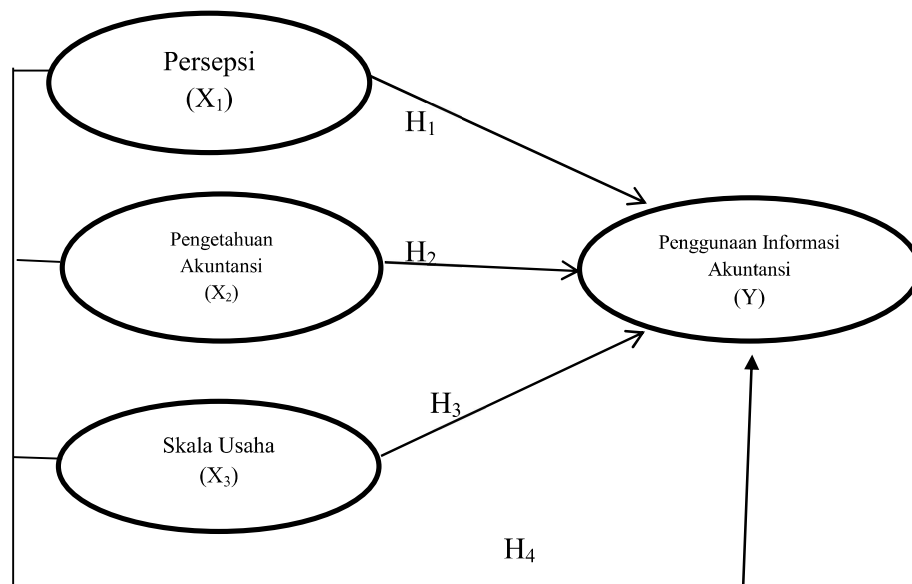 Persepsi
(X₁)
H₁
Pengetahuan
Akuntansi
(X₂)
H₂
Penggunaan Informasi
Akuntansi
(Y)
H₃
Skala Usaha
(X₃)
H₄